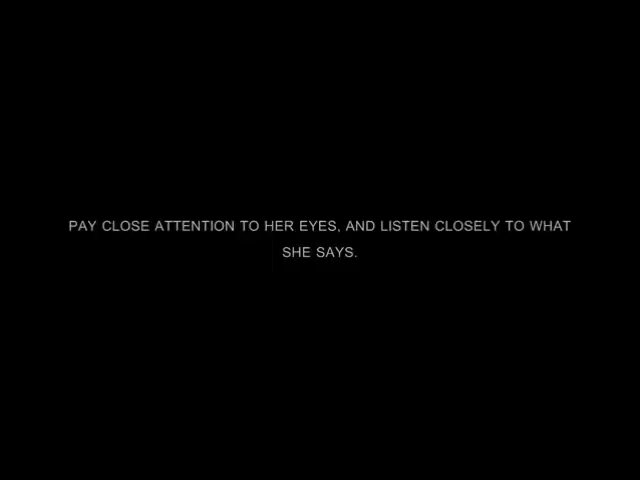 PAY CLOSE ATTENTION TO HER EYES, AND LISTEN CLOSELY TO WHAT
SHE SAYS.